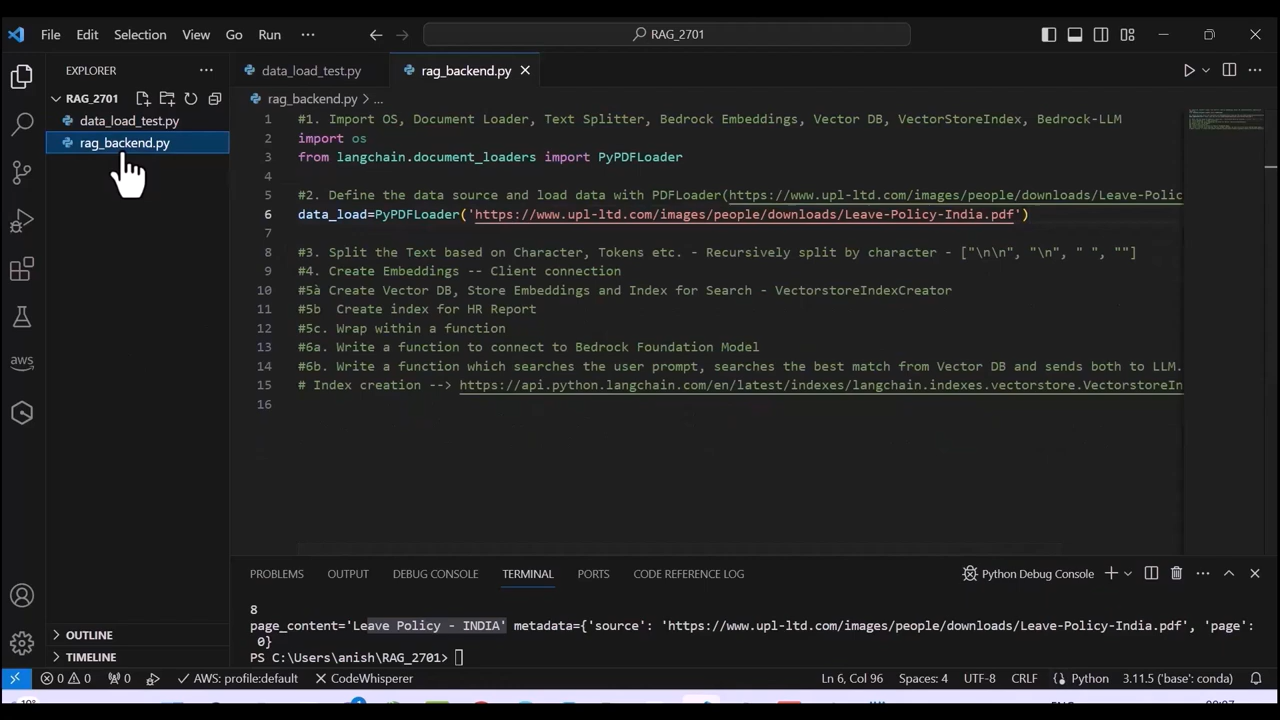 File Edit Selection View Go Run ··· RAG_2701
EXPLORER ··· data_load_test.py rag_backend.py
RAG_2701 rag_backend.py > ...
data_load_test.py
rag_backend.py
1 #1. Import OS, Document Loader, Text Splitter, Bedrock Embeddings, Vector DB, VectorStoreIndex, Bedrock-LLM
2 import os
3 from langchain.document_loaders import PyPDFLoader
4
5 #2. Define the data source and load data with PDFLoader(https://www.upl-ltd.com/images/people/downloads/Leave-Polic
6 data_load=PyPDFLoader('https://www.upl-ltd.com/images/people/downloads/Leave-Policy-India.pdf')
7
8 #3. Split the Text based on Character, Tokens etc. - Recursively split by character - ["\n\n", "\n", " ", ""]
9 #4. Create Embeddings -- Client connection
10 #5à Create Vector DB, Store Embeddings and Index for Search - VectorstoreIndexCreator
11 #5b  Create index for HR Report
12 #5c. Wrap within a function
13 #6a. Write a function to connect to Bedrock Foundation Model
14 #6b. Write a function which searches the user prompt, searches the best match from Vector DB and sends both to LLM.
15 # Index creation --> https://api.python.langchain.com/en/latest/indexes/langchain.indexes.vectorstore.VectorstoreIn
16
PROBLEMS OUTPUT DEBUG CONSOLE TERMINAL PORTS CODE REFERENCE LOG Python Debug Console
8
page_content='Leave Policy - INDIA' metadata={'source': 'https://www.upl-ltd.com/images/people/downloads/Leave-Policy-India.pdf', 'page':
0}
PS C:\Users\anish\RAG_2701>
OUTLINE
TIMELINE
aws
0 0 0 AWS: profile:default CodeWhisperer Ln 6, Col 96 Spaces: 4 UTF-8 CRLF Python 3.11.5 ('base': conda)